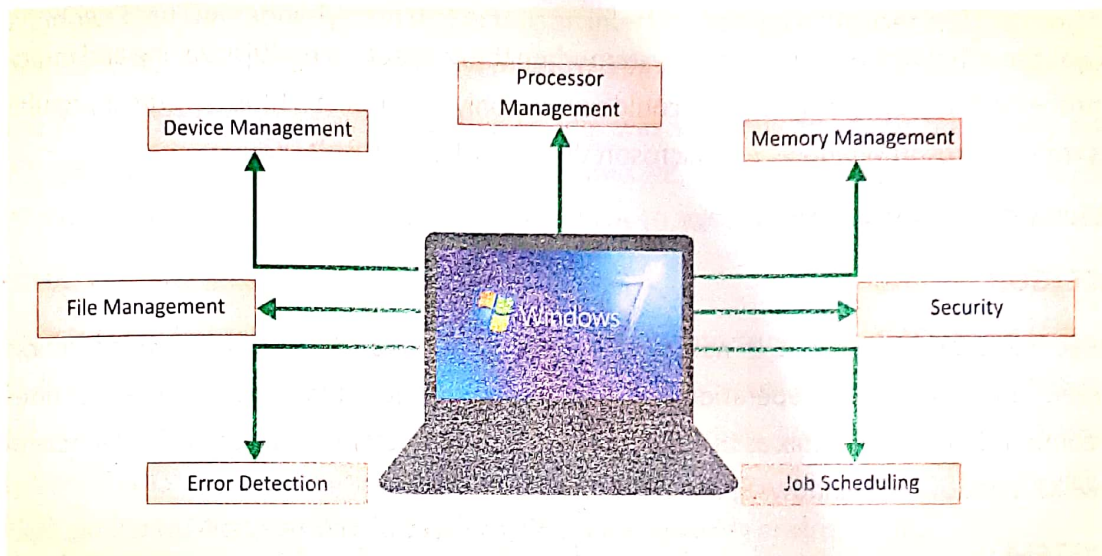 Processor
Management
Device Management
Memory Management
File Management
Windows 7
Security
Error Detection
Job Scheduling